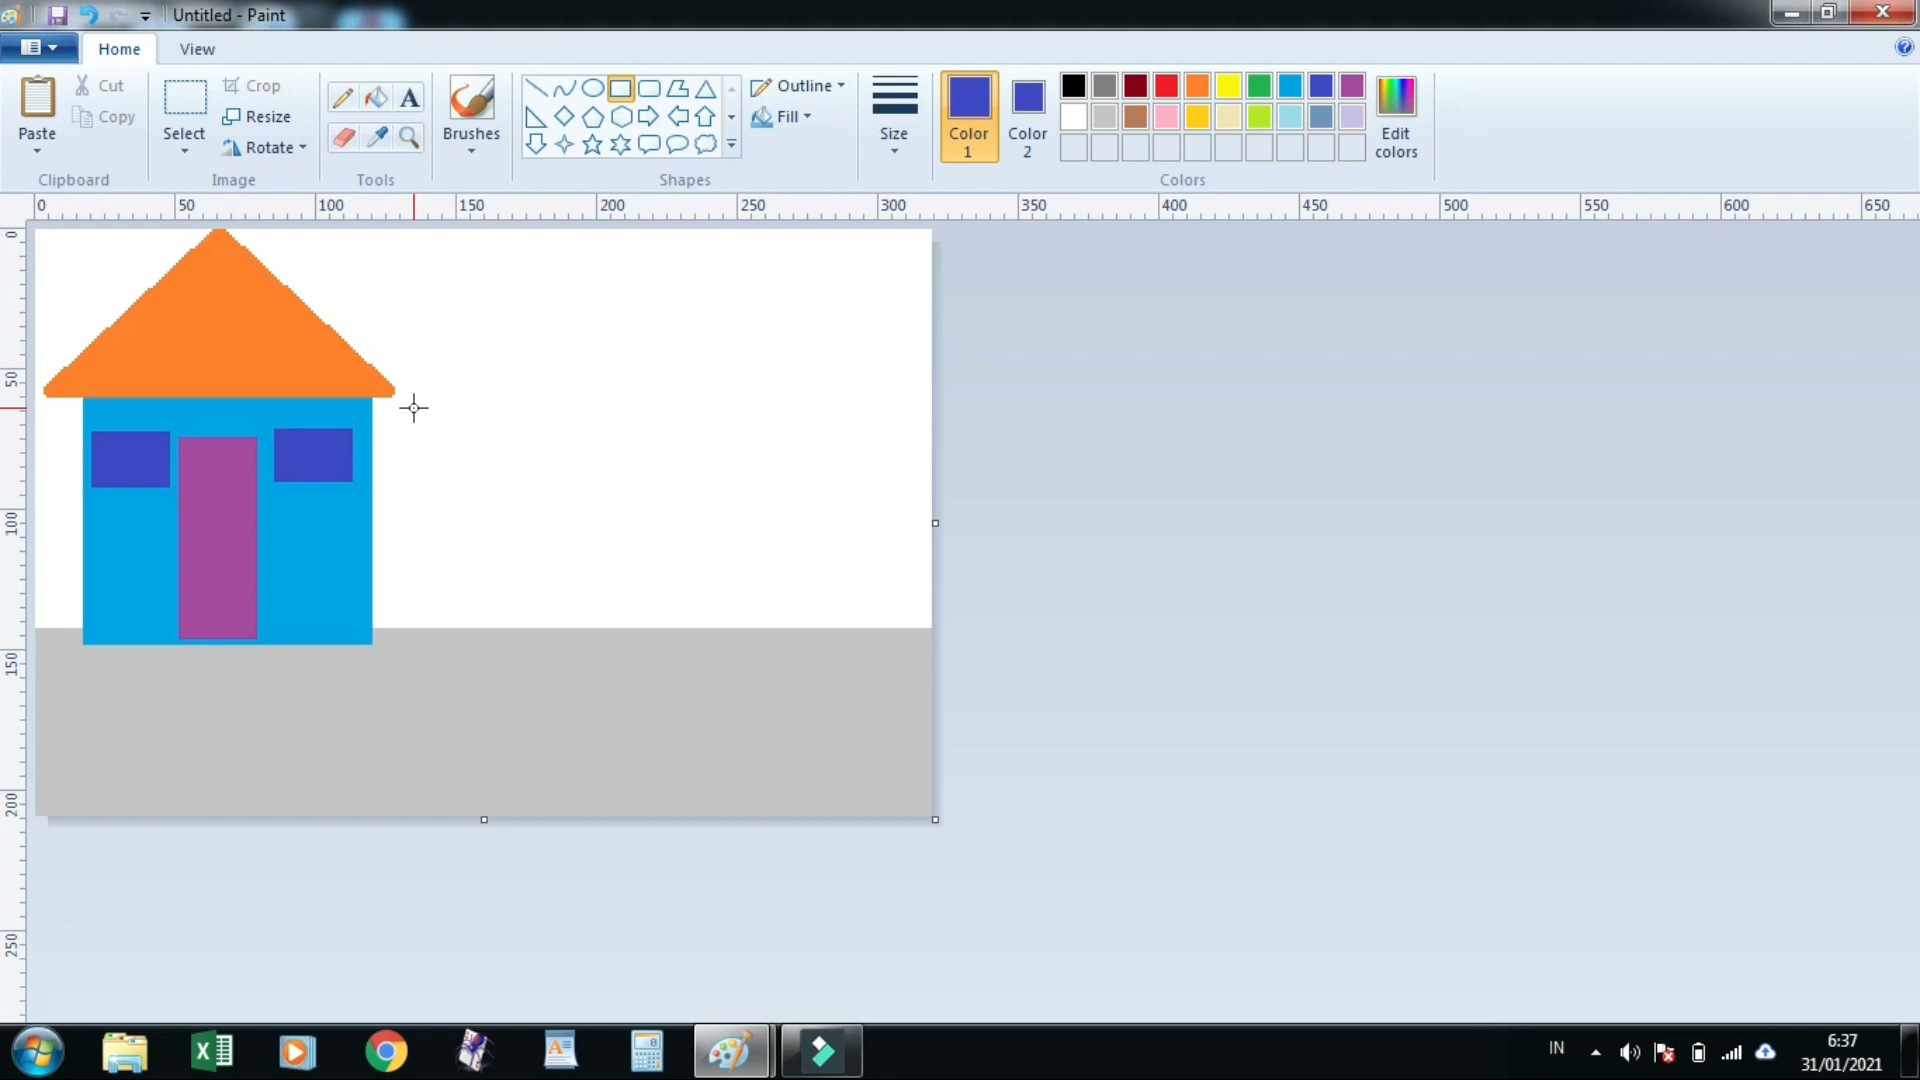 Untitled - Paint
Home View
Paste
Cut
Copy
Clipboard
Select
Crop
Resize
Rotate
Image
A
Tools
Brushes
Shapes
Outline
Fill
Size
Color 1
Color 2
Edit colors
Colors
0 50 100 150 200 250 300 350 400 450 500 550 600 650
0
50
100
150
200
250
IN
6:37
31/01/2021